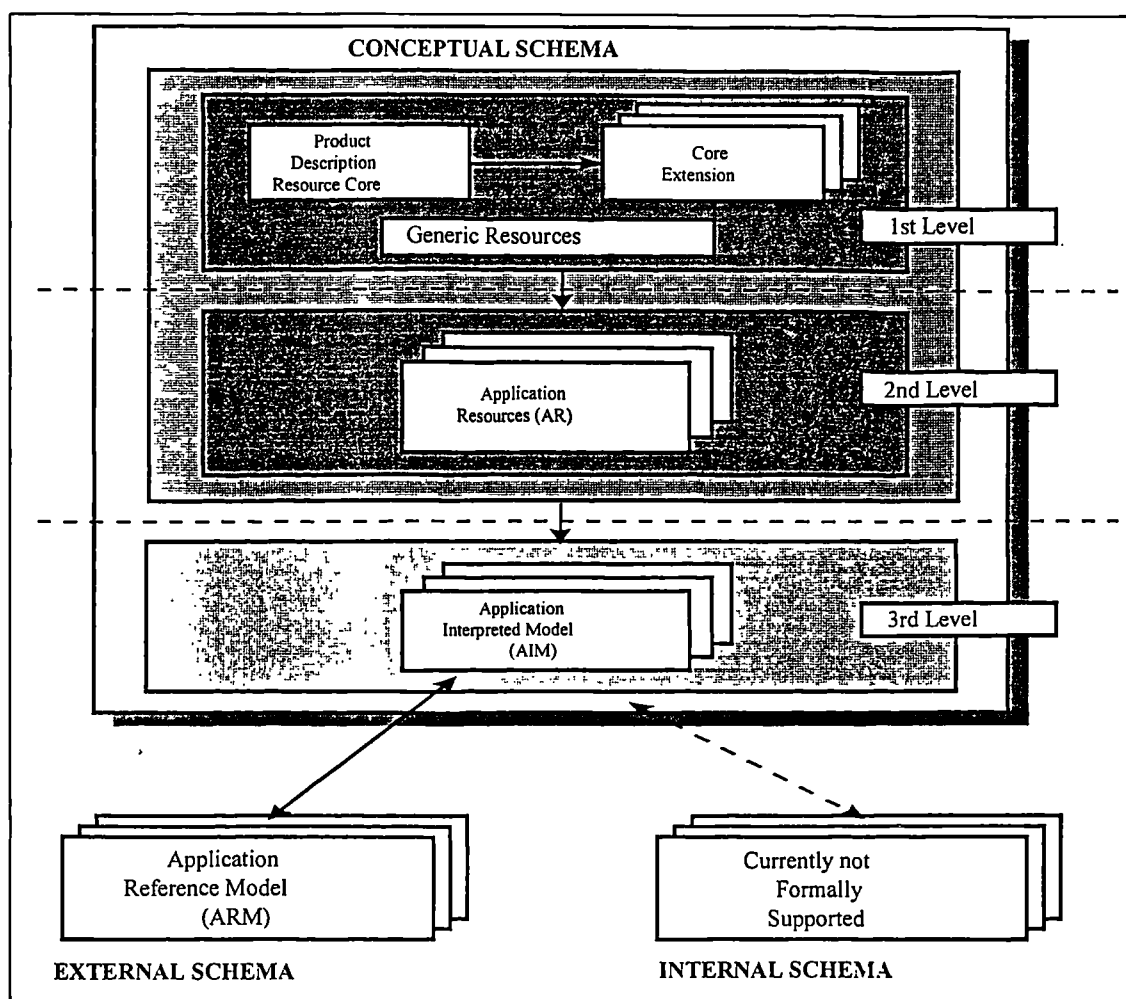 CONCEPTUAL SCHEMA
Product
Description
Resource Core
Core
Extension
Generic Resources
1st Level
Application
Resources (AR)
2nd Level
Application
Interpreted Model
(AIM)
3rd Level
Application
Reference Model
(ARM)
Currently not
Formally
Supported
EXTERNAL SCHEMA
INTERNAL SCHEMA